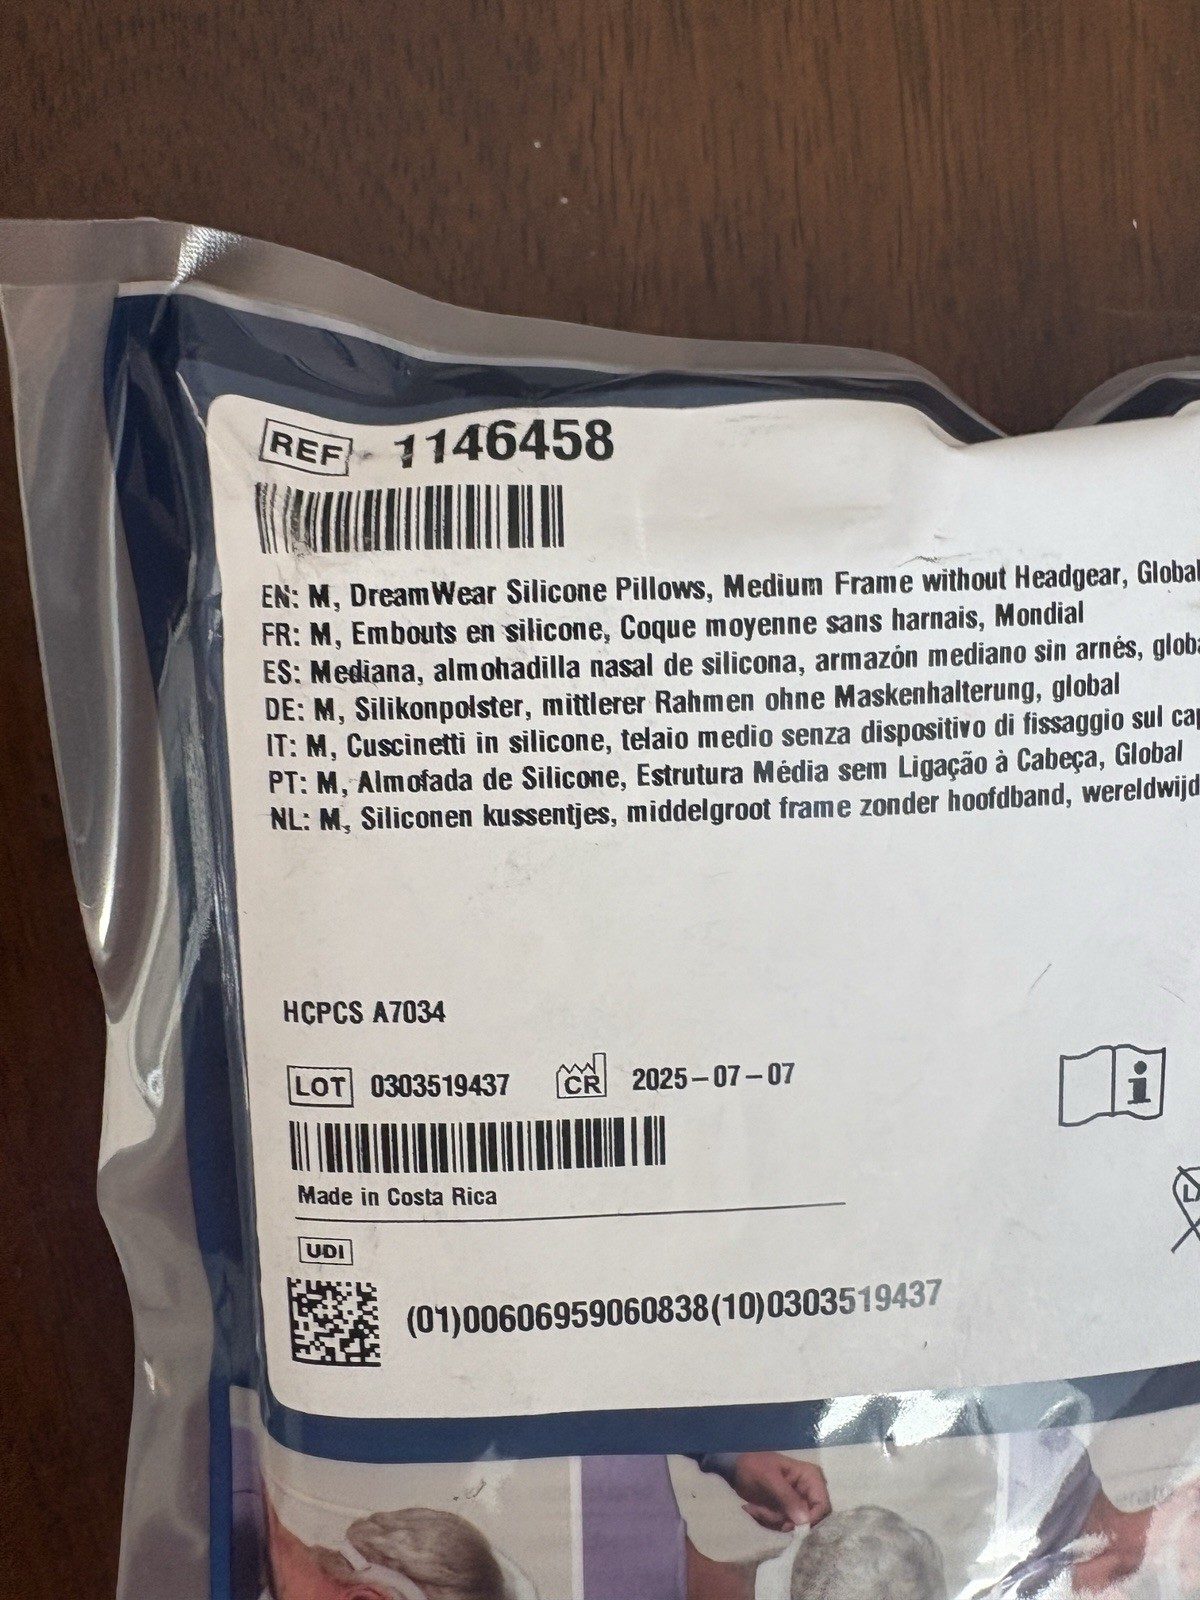 REF 1146458
EN: M, DreamWear Silicone Pillows, Medium Frame without Headgear, Global
FR: M, Embouts en silicone, Coque moyenne sans harnais, Mondial
ES: Mediana, almohadilla nasal de silicona, armazón mediano sin arnés,
DE: M, Silikonpolster, mittlerer Rahmen ohne Maskenhalterung, global
IT: M, Cuscinetti in silicone, telaio medio senza dispositivo di fissaggio sul
PT: M, Almofada de Silicone, Estrutura Média sem Ligação à Cabeça, Global
NL: M, Siliconen kussentjes, middelgroot frame zonder hoofdband, wereldwijd
HCPCS A7034
LOT 0303519437 CR 2025-07-07
Made in Costa Rica
UDI
(01)00606959060838(10)0303519437